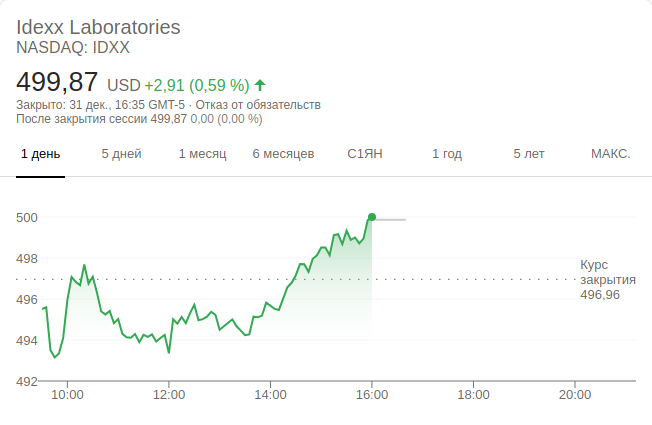 Idexx Laboratories
NASDAQ: IDXX
499,87 USD +2,91 (0,59 %)
Закрыто: 31 дек., 16:35 GMT-5 · Отказ от обязательств
После закрытия сессии 499,87 0,00 (0,00 %)
1 день 5 дней 1 месяц 6 месяцев С1ЯН 1 год 5 лет МАКС.
500
498
Курс
закрытия
496,96
496
494
492
10:00 12:00 14:00 16:00 18:00 20:00